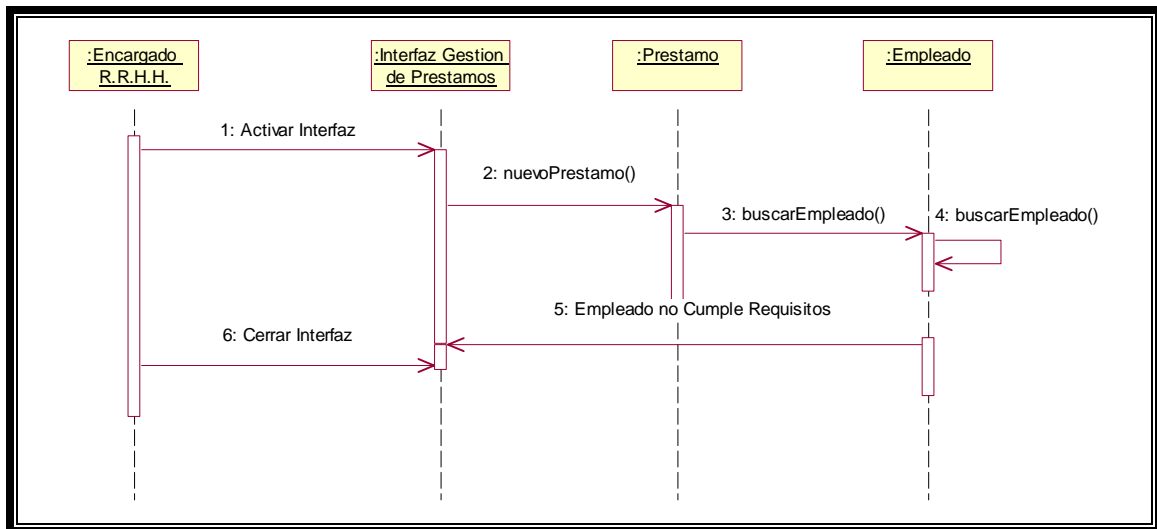 :Encargado
R.R.H.H.
:Interfaz Gestion
de Prestamos
:Prestamo
:Empleado
1: Activar Interfaz
2: nuevoPrestamo()
3: buscarEmpleado()
4: buscarEmpleado()
5: Empleado no Cumple Requisitos
6: Cerrar Interfaz